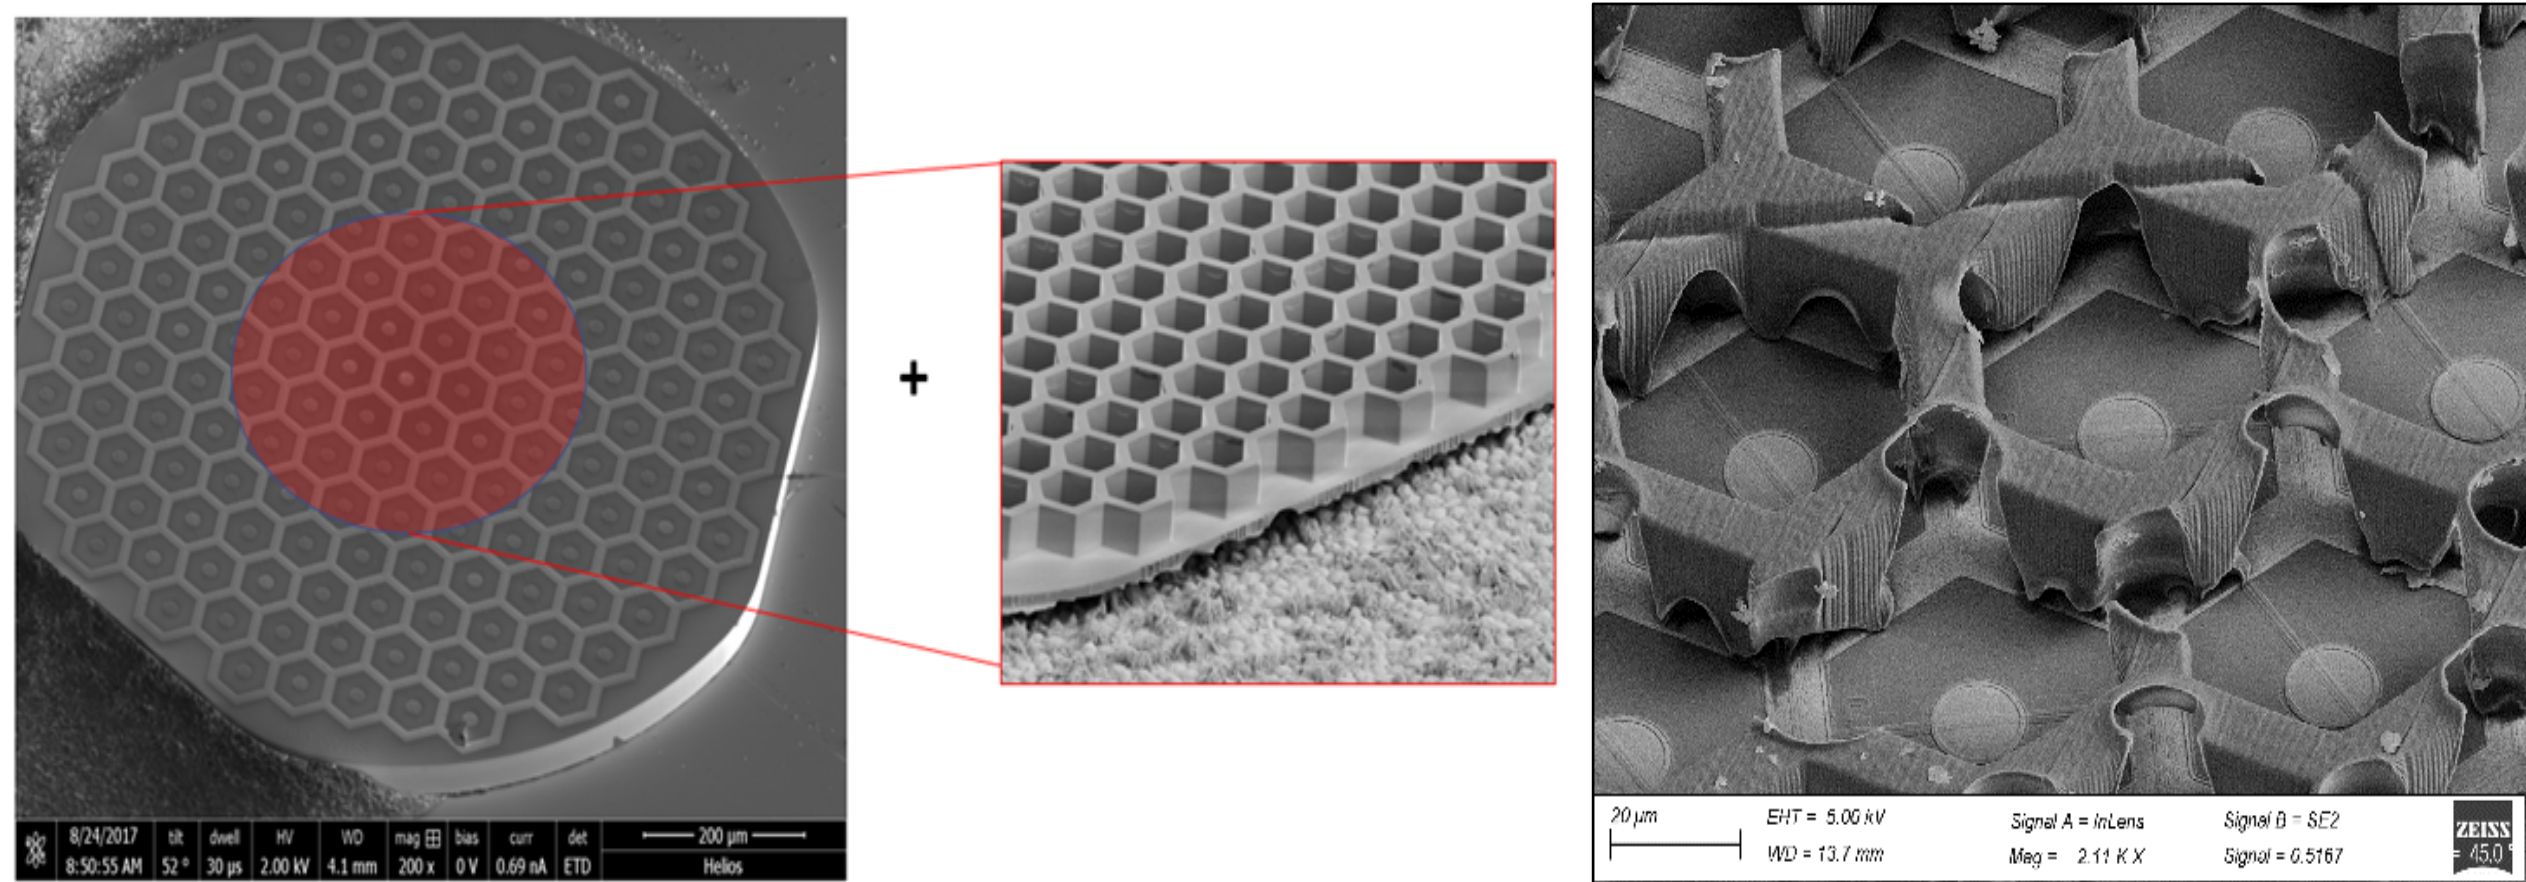 +
8/24/2017 tilt dwell HV WD mag bias curr det 200 µm
8:50:55 AM 52 ° 30 µs 2.00 kV 4.1 mm 200 x 0 V 0.69 nA ETD Helios
20 µm EHT = 5.00 kV Signal A = InLens Signal B = SE2 ZEISS
WD = 13.7 mm Mag = 2.11 K X Signal = 0.5167 = 45.0 °